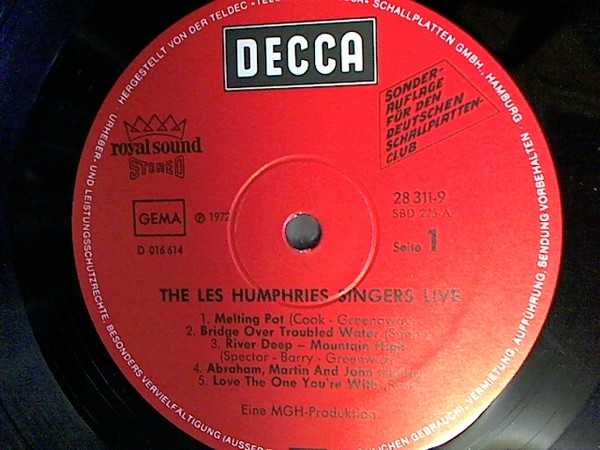 HERGESTELLT VON DER TELDEC
SCHALLPLATTEN GMBH., HAMBURG · URHEBER- UND LEISTUNGSSCHUTZRECHTE, BESONDERS VERVIELFÄLTIGUNG (AUSSER
GEBRAUCH), VERMIETUNG, AUFFÜHRUNG, SENDUNG VORBEHALTEN
DECCA
SONDER-
AUFLAGE
FÜR DEN
DEUTSCHEN
SCHALLPLATTEN-
CLUB
royal sound
STEREO
GEMA
℗ 1972
D 016 614
28 311-9
SBD 225-A
Seite 1
THE LES HUMPHRIES SINGERS LIVE
1. Melting Pot (Cook - Greenaway
2. Bridge Over Troubled Water
3. River Deep – Mountain High
(Spector - Barry - Greenwich
4. Abraham, Martin And John
5. Love The One You're With
Eine MGH-Produktion